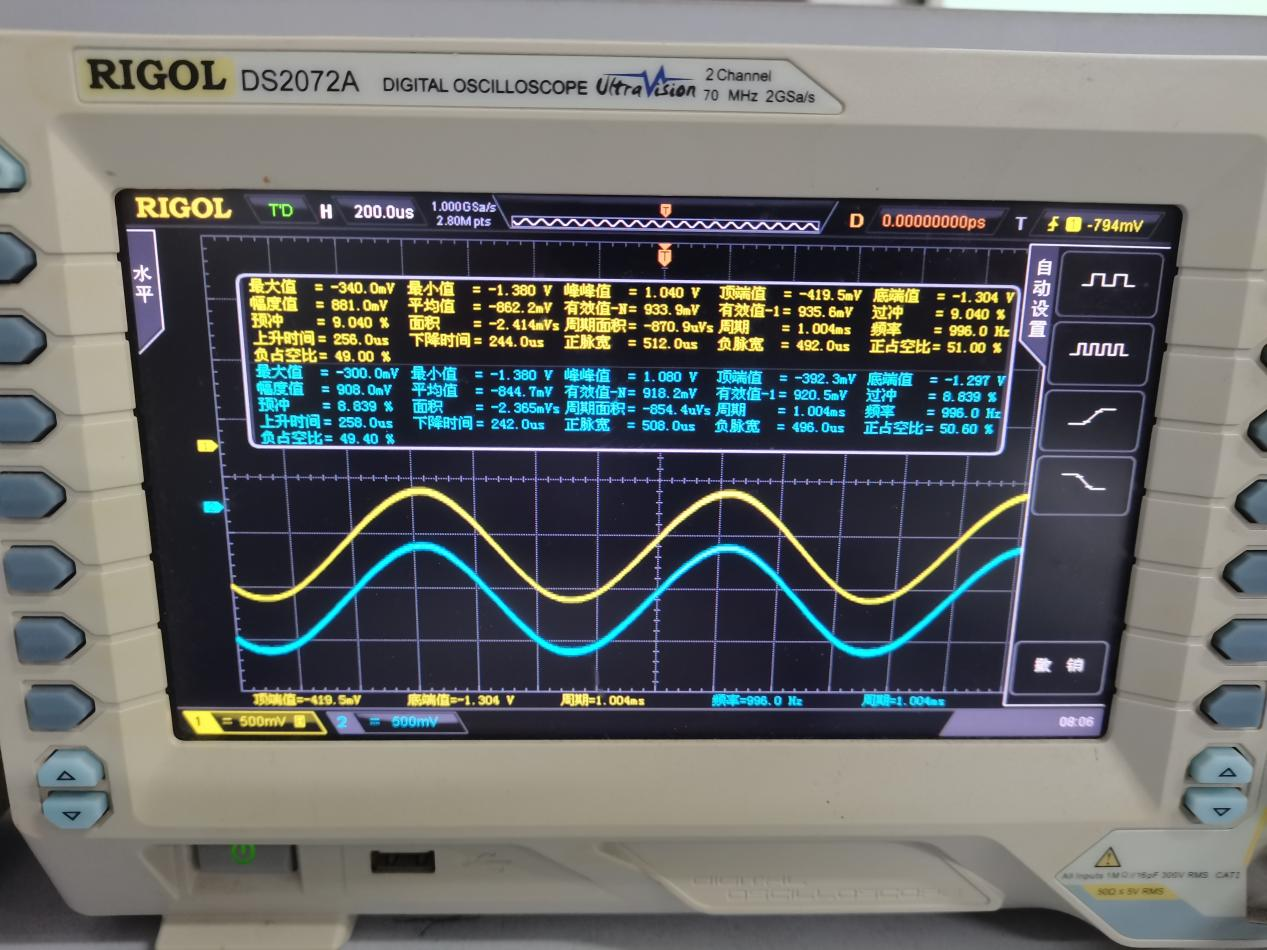 RIGOL DS2072A DIGITAL OSCILLOSCOPE UltraVision 2 Channel
70 MHz 2GSa/s
RIGOL T'D H 200.0us 1.000GSa/s 2.80M pts D 0.00000000ps T 1 -794mV
水平
自动设置
最大值 = -340.0mV 最小值 = -1.380 V 峰峰值 = 1.040 V 顶端值 = -419.5mV 底端值 = -1.304 V
幅度值 = 881.0mV 平均值 = -862.2mV 有效值-N= 933.9mV 有效值-1= 935.6mV 过冲 = 9.040 %
预冲 = 9.040 % 面积 = -2.414mVs 周期面积= -870.9uVs 周期 = 1.004ms 频率 = 996.0 Hz
上升时间= 256.0us 下降时间= 244.0us 正脉宽 = 512.0us 负脉宽 = 492.0us 正占空比= 51.00 %
负占空比= 49.00 %
最大值 = -300.0mV 最小值 = -1.380 V 峰峰值 = 1.080 V 顶端值 = -392.3mV 底端值 = -1.297 V
幅度值 = 908.0mV 平均值 = -844.7mV 有效值-N= 918.2mV 有效值-1= 920.5mV 过冲 = 8.839 %
预冲 = 8.839 % 面积 = -2.365mVs 周期面积= -854.4uVs 周期 = 1.004ms 频率 = 996.0 Hz
上升时间= 258.0us 下降时间= 242.0us 正脉宽 = 508.0us 负脉宽 = 496.0us 正占空比= 50.60 %
负占空比= 49.40 %
撤销
顶端值=-419.5mV 底端值=-1.304 V 周期=1.004ms 频率=996.0 Hz 周期=1.004ms
1 = 500mV 2 = 500mV 08:06
All Inputs 1MΩ//16pF 300V RMS
50Ω ≤ 5V RMS
DIGITAL
OSCILLOSCOPE